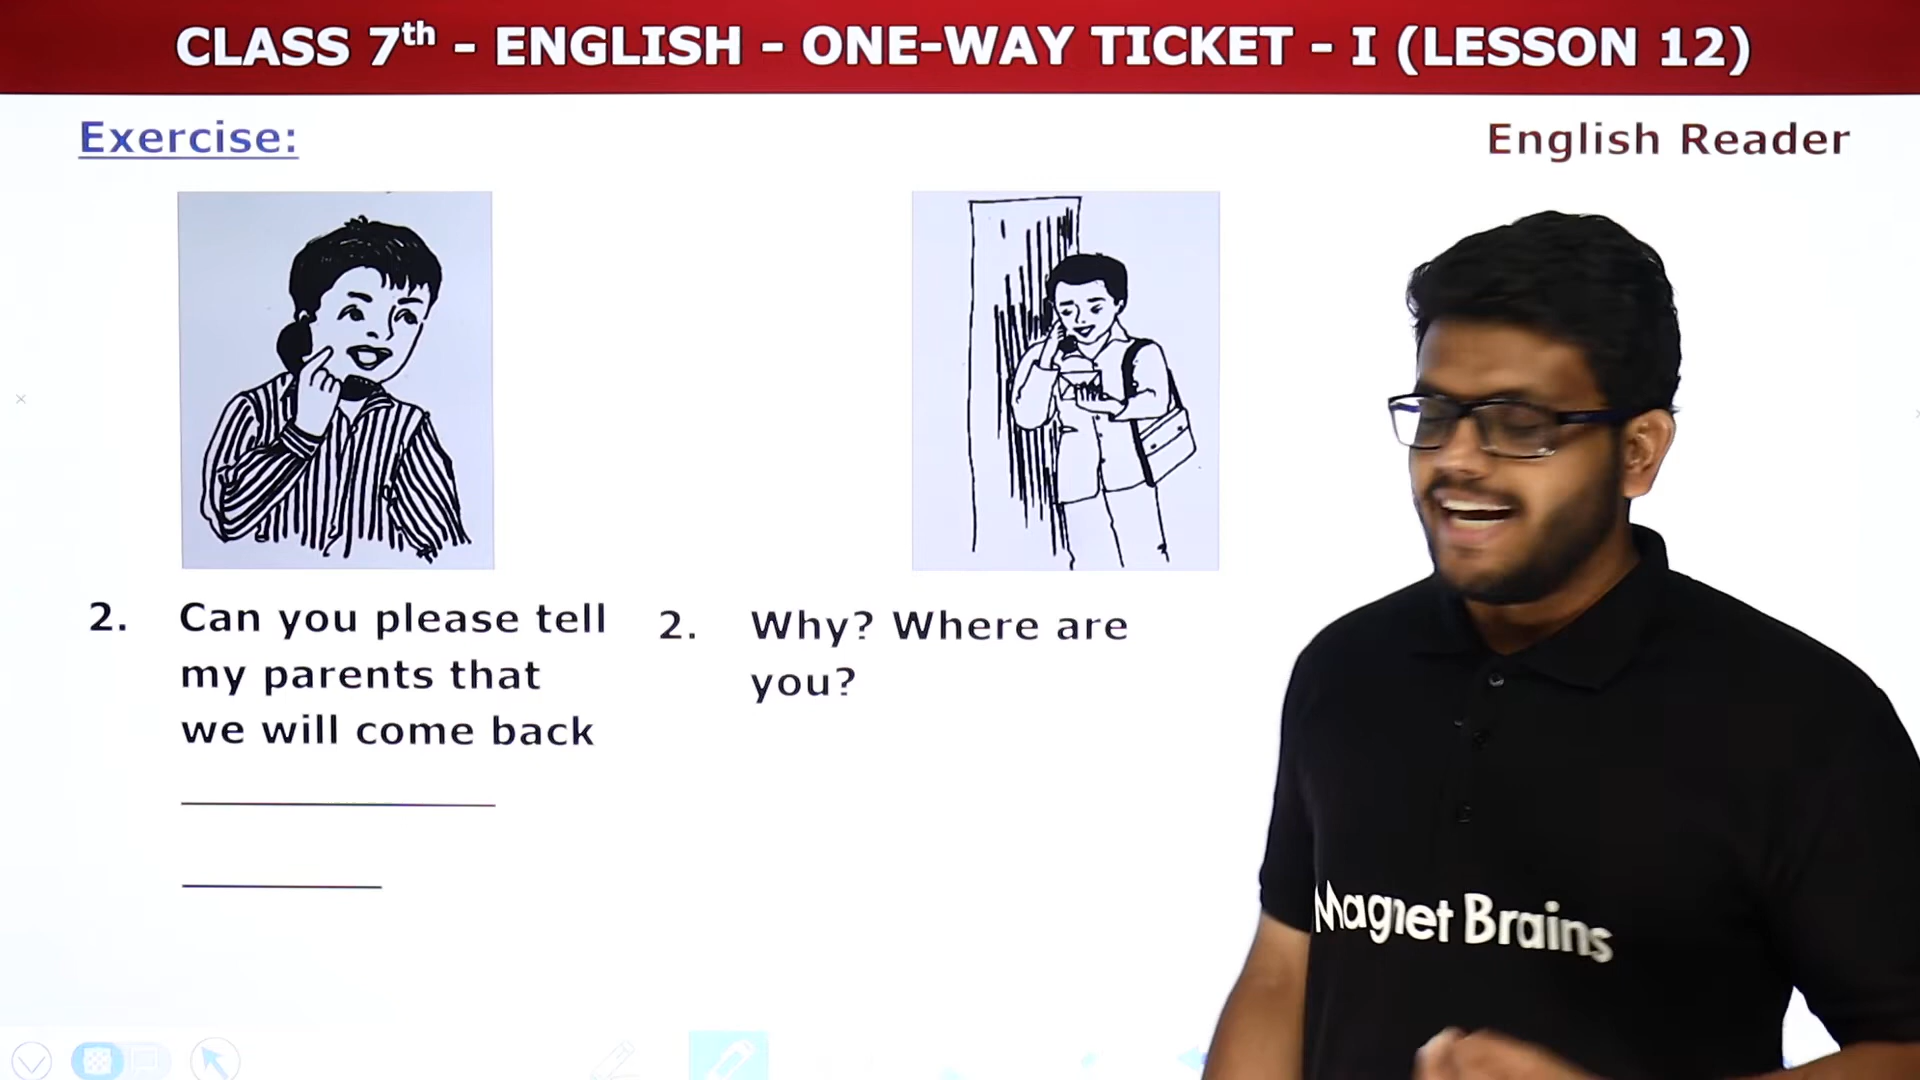 CLASS 7th - ENGLISH - ONE-WAY TICKET - I (LESSON 12)
Exercise:
English Reader
2. Can you please tell
my parents that
we will come back
2. Why? Where are
you?
Magnet Brains